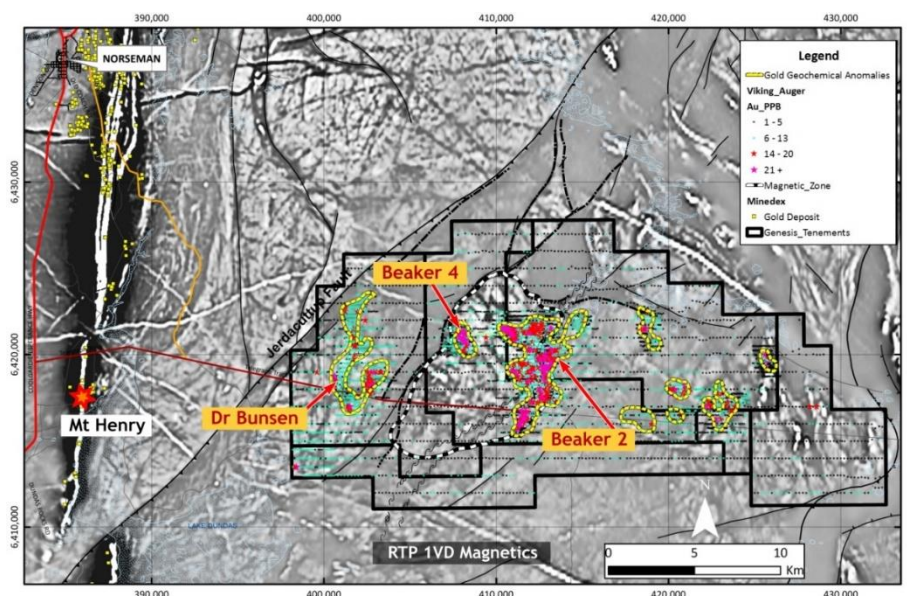 390,000
400,000
410,000
420,000
430,000
NORSEMAN
Legend
Gold Geochemical Anomalies
Viking_Auger
Au_PPB
1 - 5
6 - 13
14 - 20
21 +
Magnetic_Zone
Minedex
Gold Deposit
Genesis_Tenements
6,430,000
Beaker 4
Jerdacuttup Fault
6,420,000
Dr Bunsen
Beaker 2
Mt Henry
N
6,410,000
LAKE DUNDAS
RTP 1VD Magnetics
0
5
10
Km
390,000
400,000
410,000
420,000
430,000